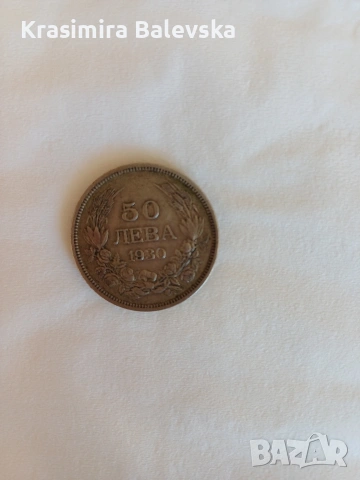 Krasimira Balevska
50
ЛЕВА
1930
BAZAR